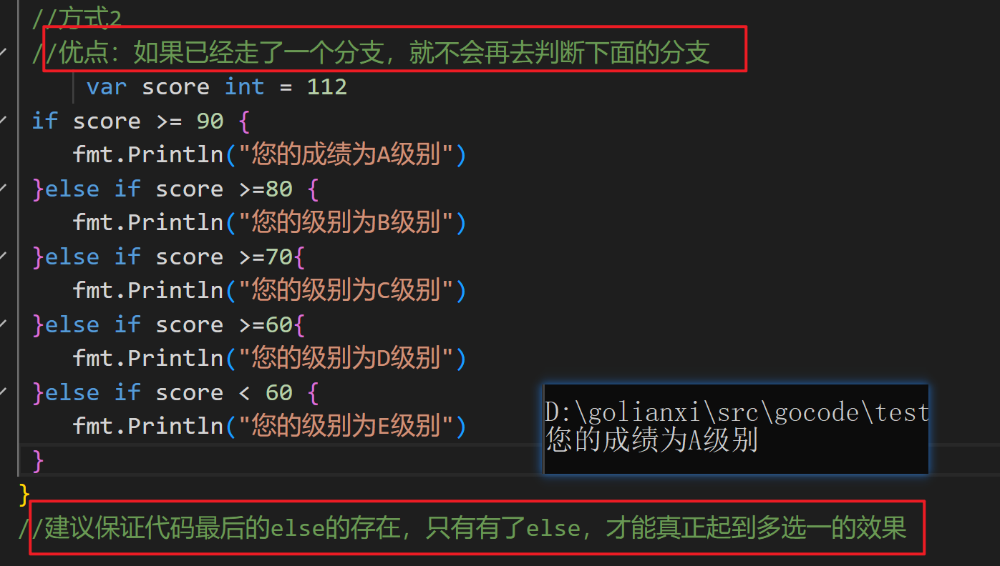 //方式2
//优点：如果已经走了一个分支，就不会再去判断下面的分支
var score int = 112
if score >= 90 {
fmt.Println("您的成绩为A级别")
}else if score >=80 {
fmt.Println("您的级别为B级别")
}else if score >=70{
fmt.Println("您的级别为C级别")
}else if score >=60{
fmt.Println("您的级别为D级别")
}else if score < 60 {
fmt.Println("您的级别为E级别")
}
}
//建议保证代码最后的else的存在，只有有了else，才能真正起到多选一的效果
D:\golianxi\src\gocode\test
您的成绩为A级别